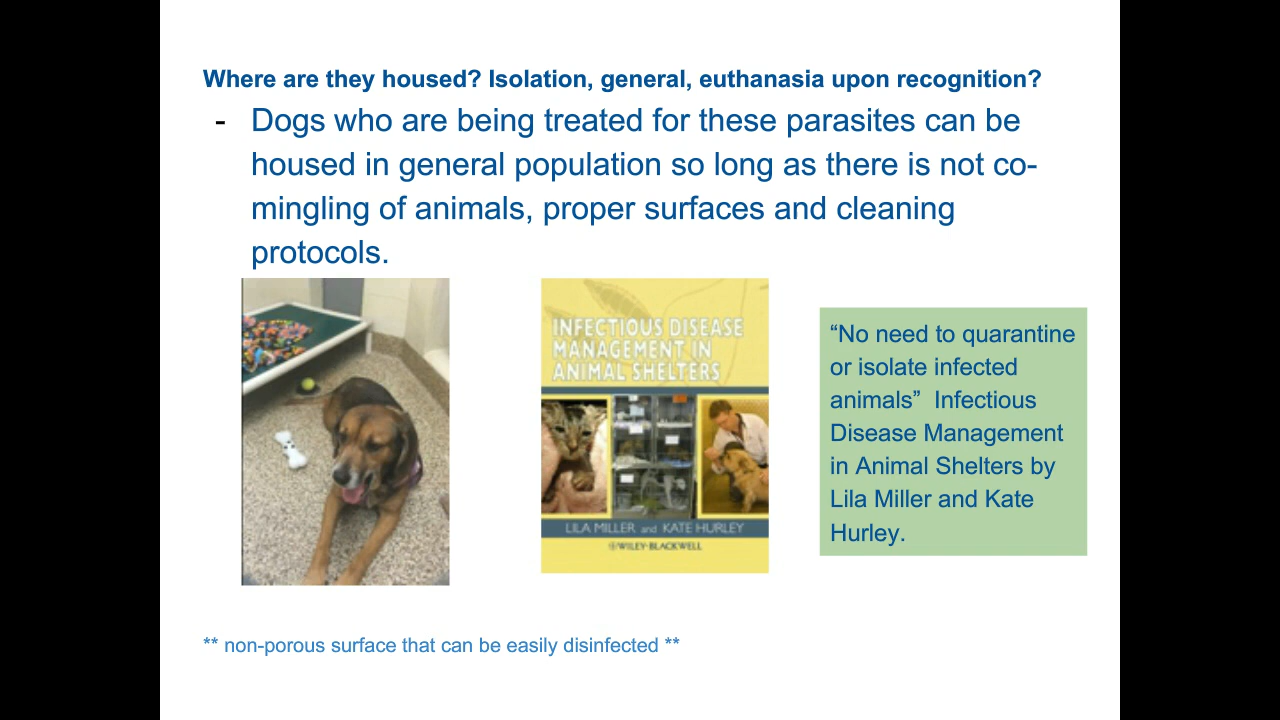 Where are they housed? Isolation, general, euthanasia upon recognition?
- Dogs who are being treated for these parasites can be
housed in general population so long as there is not co-
mingling of animals, proper surfaces and cleaning
protocols.
INFECTIOUS DISEASE
MANAGEMENT IN
ANIMAL SHELTERS
LILA MILLER and KATE HURLEY
WILEY-BLACKWELL
“No need to quarantine
or isolate infected
animals” Infectious
Disease Management
in Animal Shelters by
Lila Miller and Kate
Hurley.
** non-porous surface that can be easily disinfected **